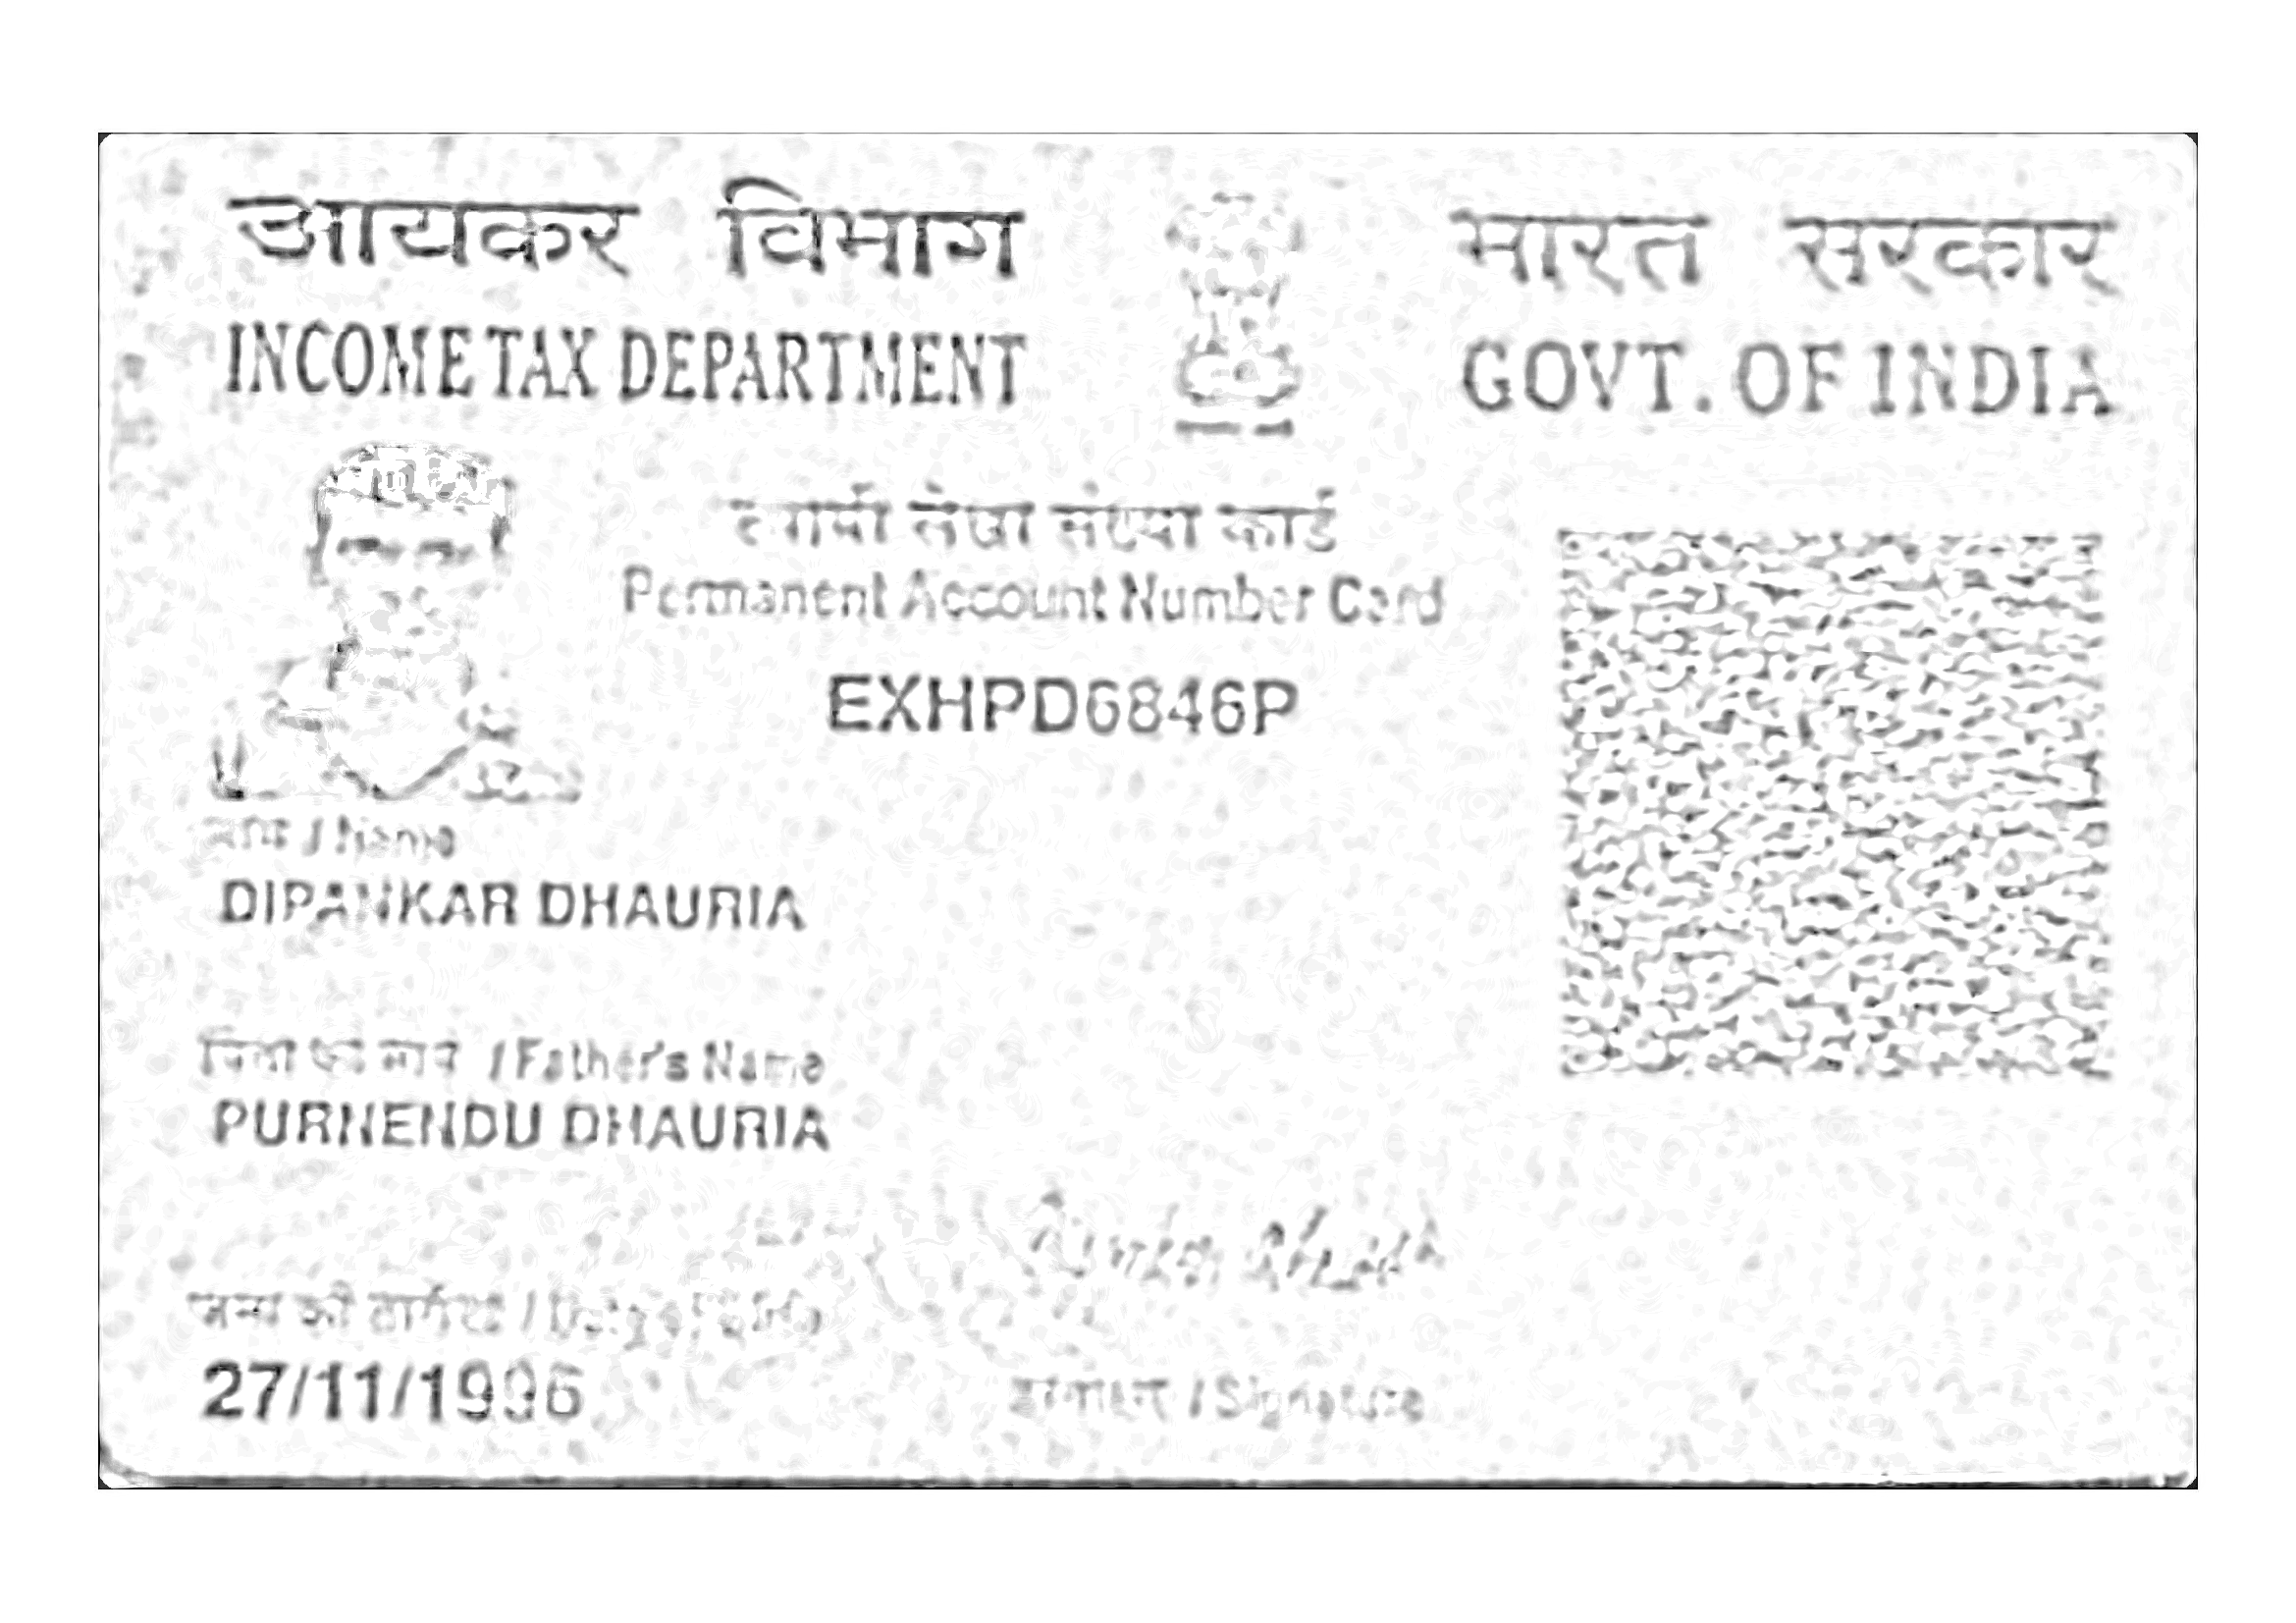 आयकर विभाग
भारत सरकार
INCOME TAX DEPARTMENT
GOVT. OF INDIA
स्थायी लेखा संख्या कार्ड
Permanent Account Number Card
EXHPD6846P
नाम / Name
DIPANKAR DHAURIA
पिता का नाम / Father's Name
PURNENDU DHAURIA
जन्म की तारीख / Date of Birth
27/11/1996
हस्ताक्षर / Signature